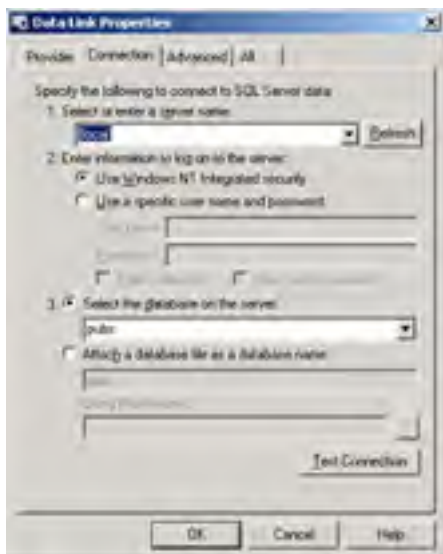 Data Link Properties
Provider Connection Advanced All
Specify the following to connect to SQL Server data:
1. Select or enter a server name:
Refresh
2. Enter information to log on to the server:
Use Windows NT Integrated security
Use a specific user name and password:
3. Select the database on the server:
pubs
Attach a database file as a database name:
Test Connection
OK Cancel Help